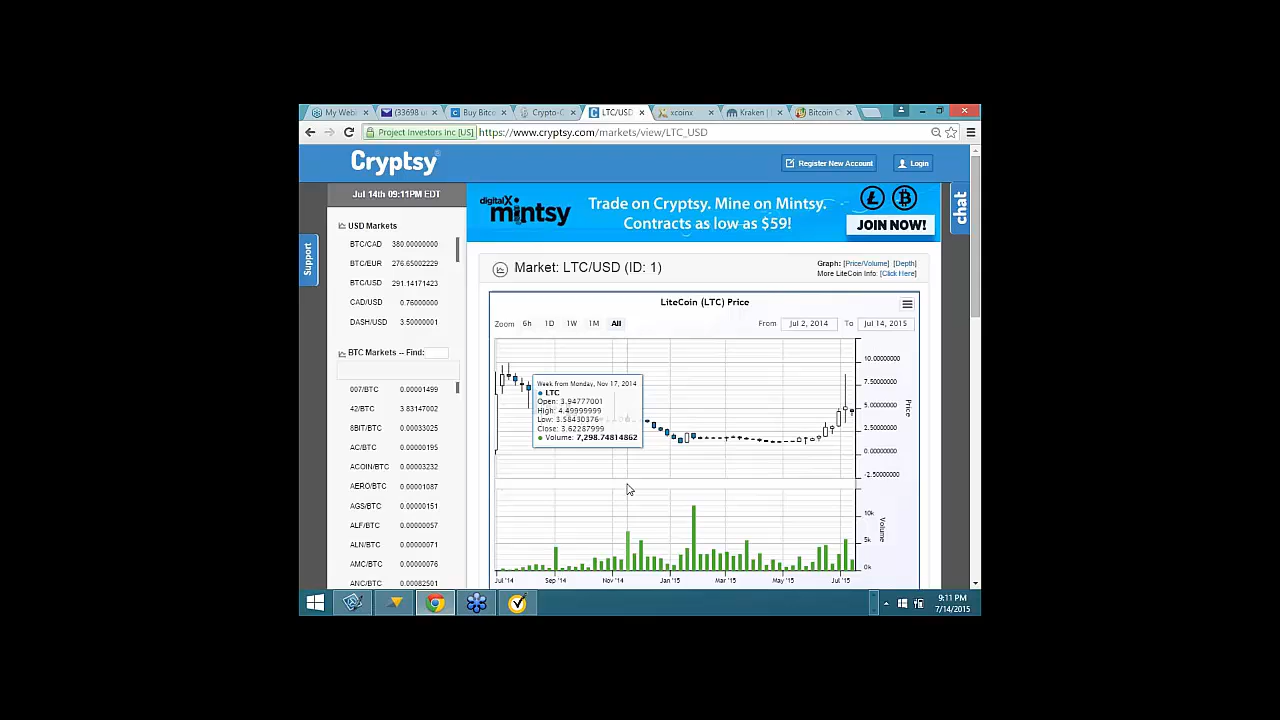 My Web
(33698 u
Buy Bitco
Crypto-C
LTC/USD
xcoinx
Kraken |
Bitcoin C
Project Investors Inc [US]
https://www.cryptsy.com/markets/view/LTC_USD
Cryptsy
Register New Account
Login
Jul 14th 09:11PM EDT
digitalX mintsy
Trade on Cryptsy. Mine on Mintsy.
Contracts as low as $59!
JOIN NOW!
chat
Support
USD Markets
BTC/CAD 380.00000000
BTC/EUR 276.65002229
BTC/USD 291.14171423
CAD/USD 0.76000000
DASH/USD 3.50000001
BTC Markets -- Find:
007/BTC 0.00001499
42/BTC 3.83147002
8BIT/BTC 0.00033025
AC/BTC 0.00000195
ACOIN/BTC 0.00003232
AERO/BTC 0.00001087
AGS/BTC 0.00000151
ALF/BTC 0.00000057
ALN/BTC 0.00000071
AMC/BTC 0.00000076
ANC/BTC 0.00082501
Market: LTC/USD (ID: 1)
Graph: [Price/Volume] [Depth]
More LiteCoin Info: [Click Here]
LiteCoin (LTC) Price
Zoom 6h 1D 1W 1M All
From Jul 2, 2014 To Jul 14, 2015
Week from Monday, Nov 17, 2014
LTC
Open: 3.94777001
High: 4.49999999
Low: 3.58430376
Close: 3.62287999
Volume: 7,298.74814862
10.00000000
7.50000000
5.00000000
2.50000000
0.00000000
-2.50000000
Price
10k
5k
0k
Volume
Jul '14 Sep '14 Nov '14 Jan '15 Mar '15 May '15 Jul '15
9:11 PM
7/14/2015